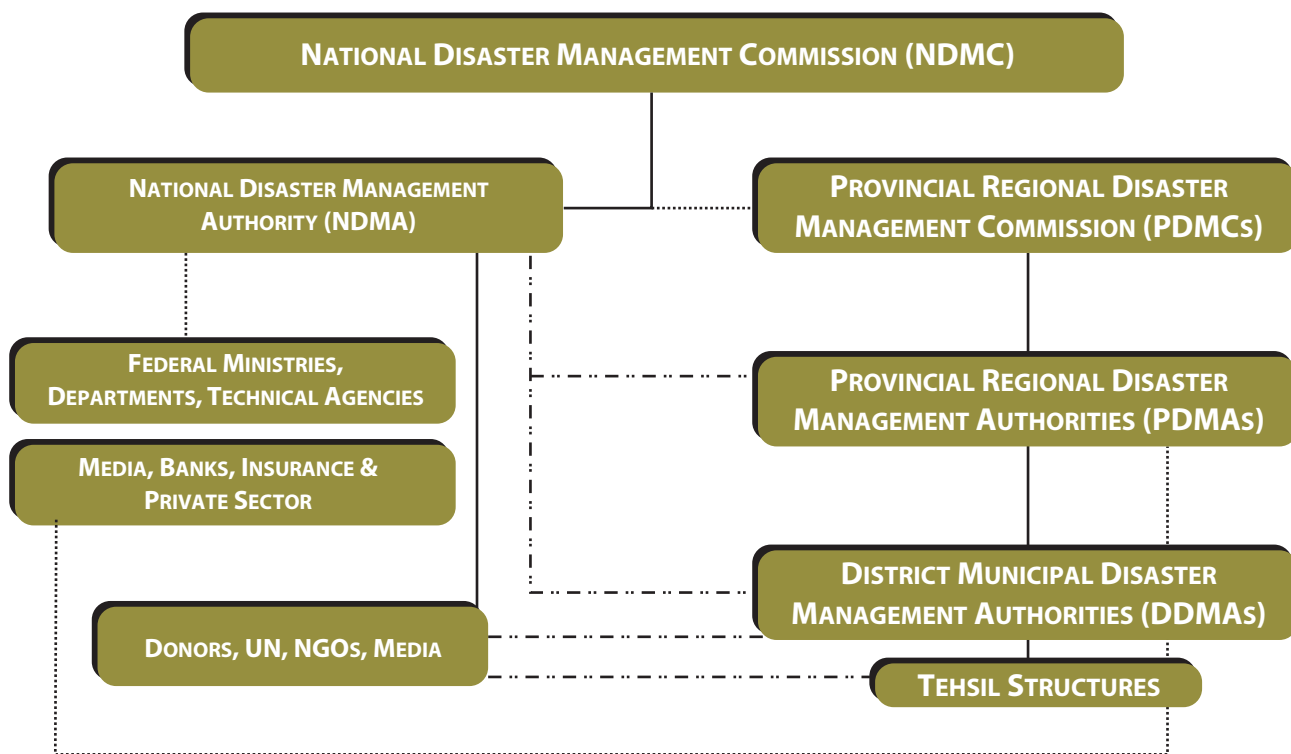 NATIONAL DISASTER MANAGEMENT COMMISSION (NDMC)
NATIONAL DISASTER MANAGEMENT
AUTHORITY (NDMA)
PROVINCIAL REGIONAL DISASTER
MANAGEMENT COMMISSION (PDMCS)
FEDERAL MINISTRIES,
DEPARTMENTS, TECHNICAL AGENCIES
PROVINCIAL REGIONAL DISASTER
MANAGEMENT AUTHORITIES (PDMAS)
MEDIA, BANKS, INSURANCE &
PRIVATE SECTOR
DISTRICT MUNICIPAL DISASTER
MANAGEMENT AUTHORITIES (DDMAS)
DONORS, UN, NGOS, MEDIA
TEHSIL STRUCTURES